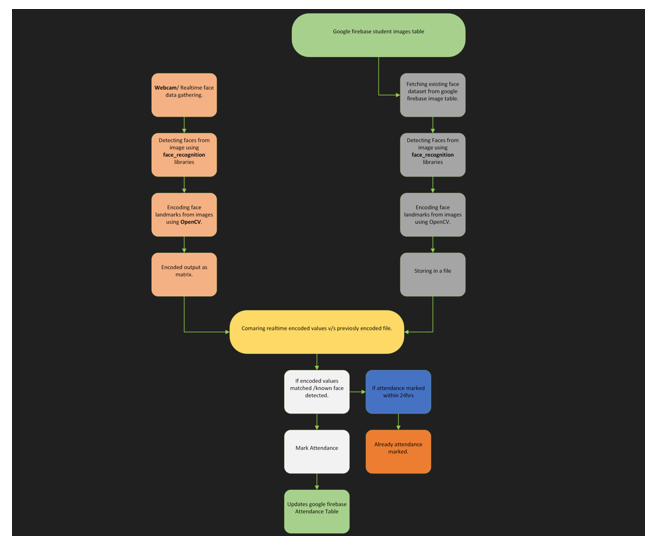 Google firebase student images table
Webcam/ Realtime face
data gathering.
Fetching existing face
dataset from google
firebase image table.
Detecting faces from
image using
face_recognition
libraries
Detecting Faces from
image using
face_recognition
libraries
Encoding face
landmarks from images
using OpenCV.
Encoding face
landmarks from images
using OpenCV.
Encoded output as
matrix.
Storing in a file
Comaring realtime encoded values v/s previosly encoded file.
If encoded values
matched /known face
detected.
If attendance marked
within 24hrs
Mark Attendance
Already attendance
marked.
Updates google firebase
Attendance Table